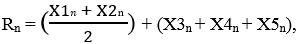 Rₙ = (X1ₙ + X2ₙ / 2) + (X3ₙ + X4ₙ + X5ₙ),